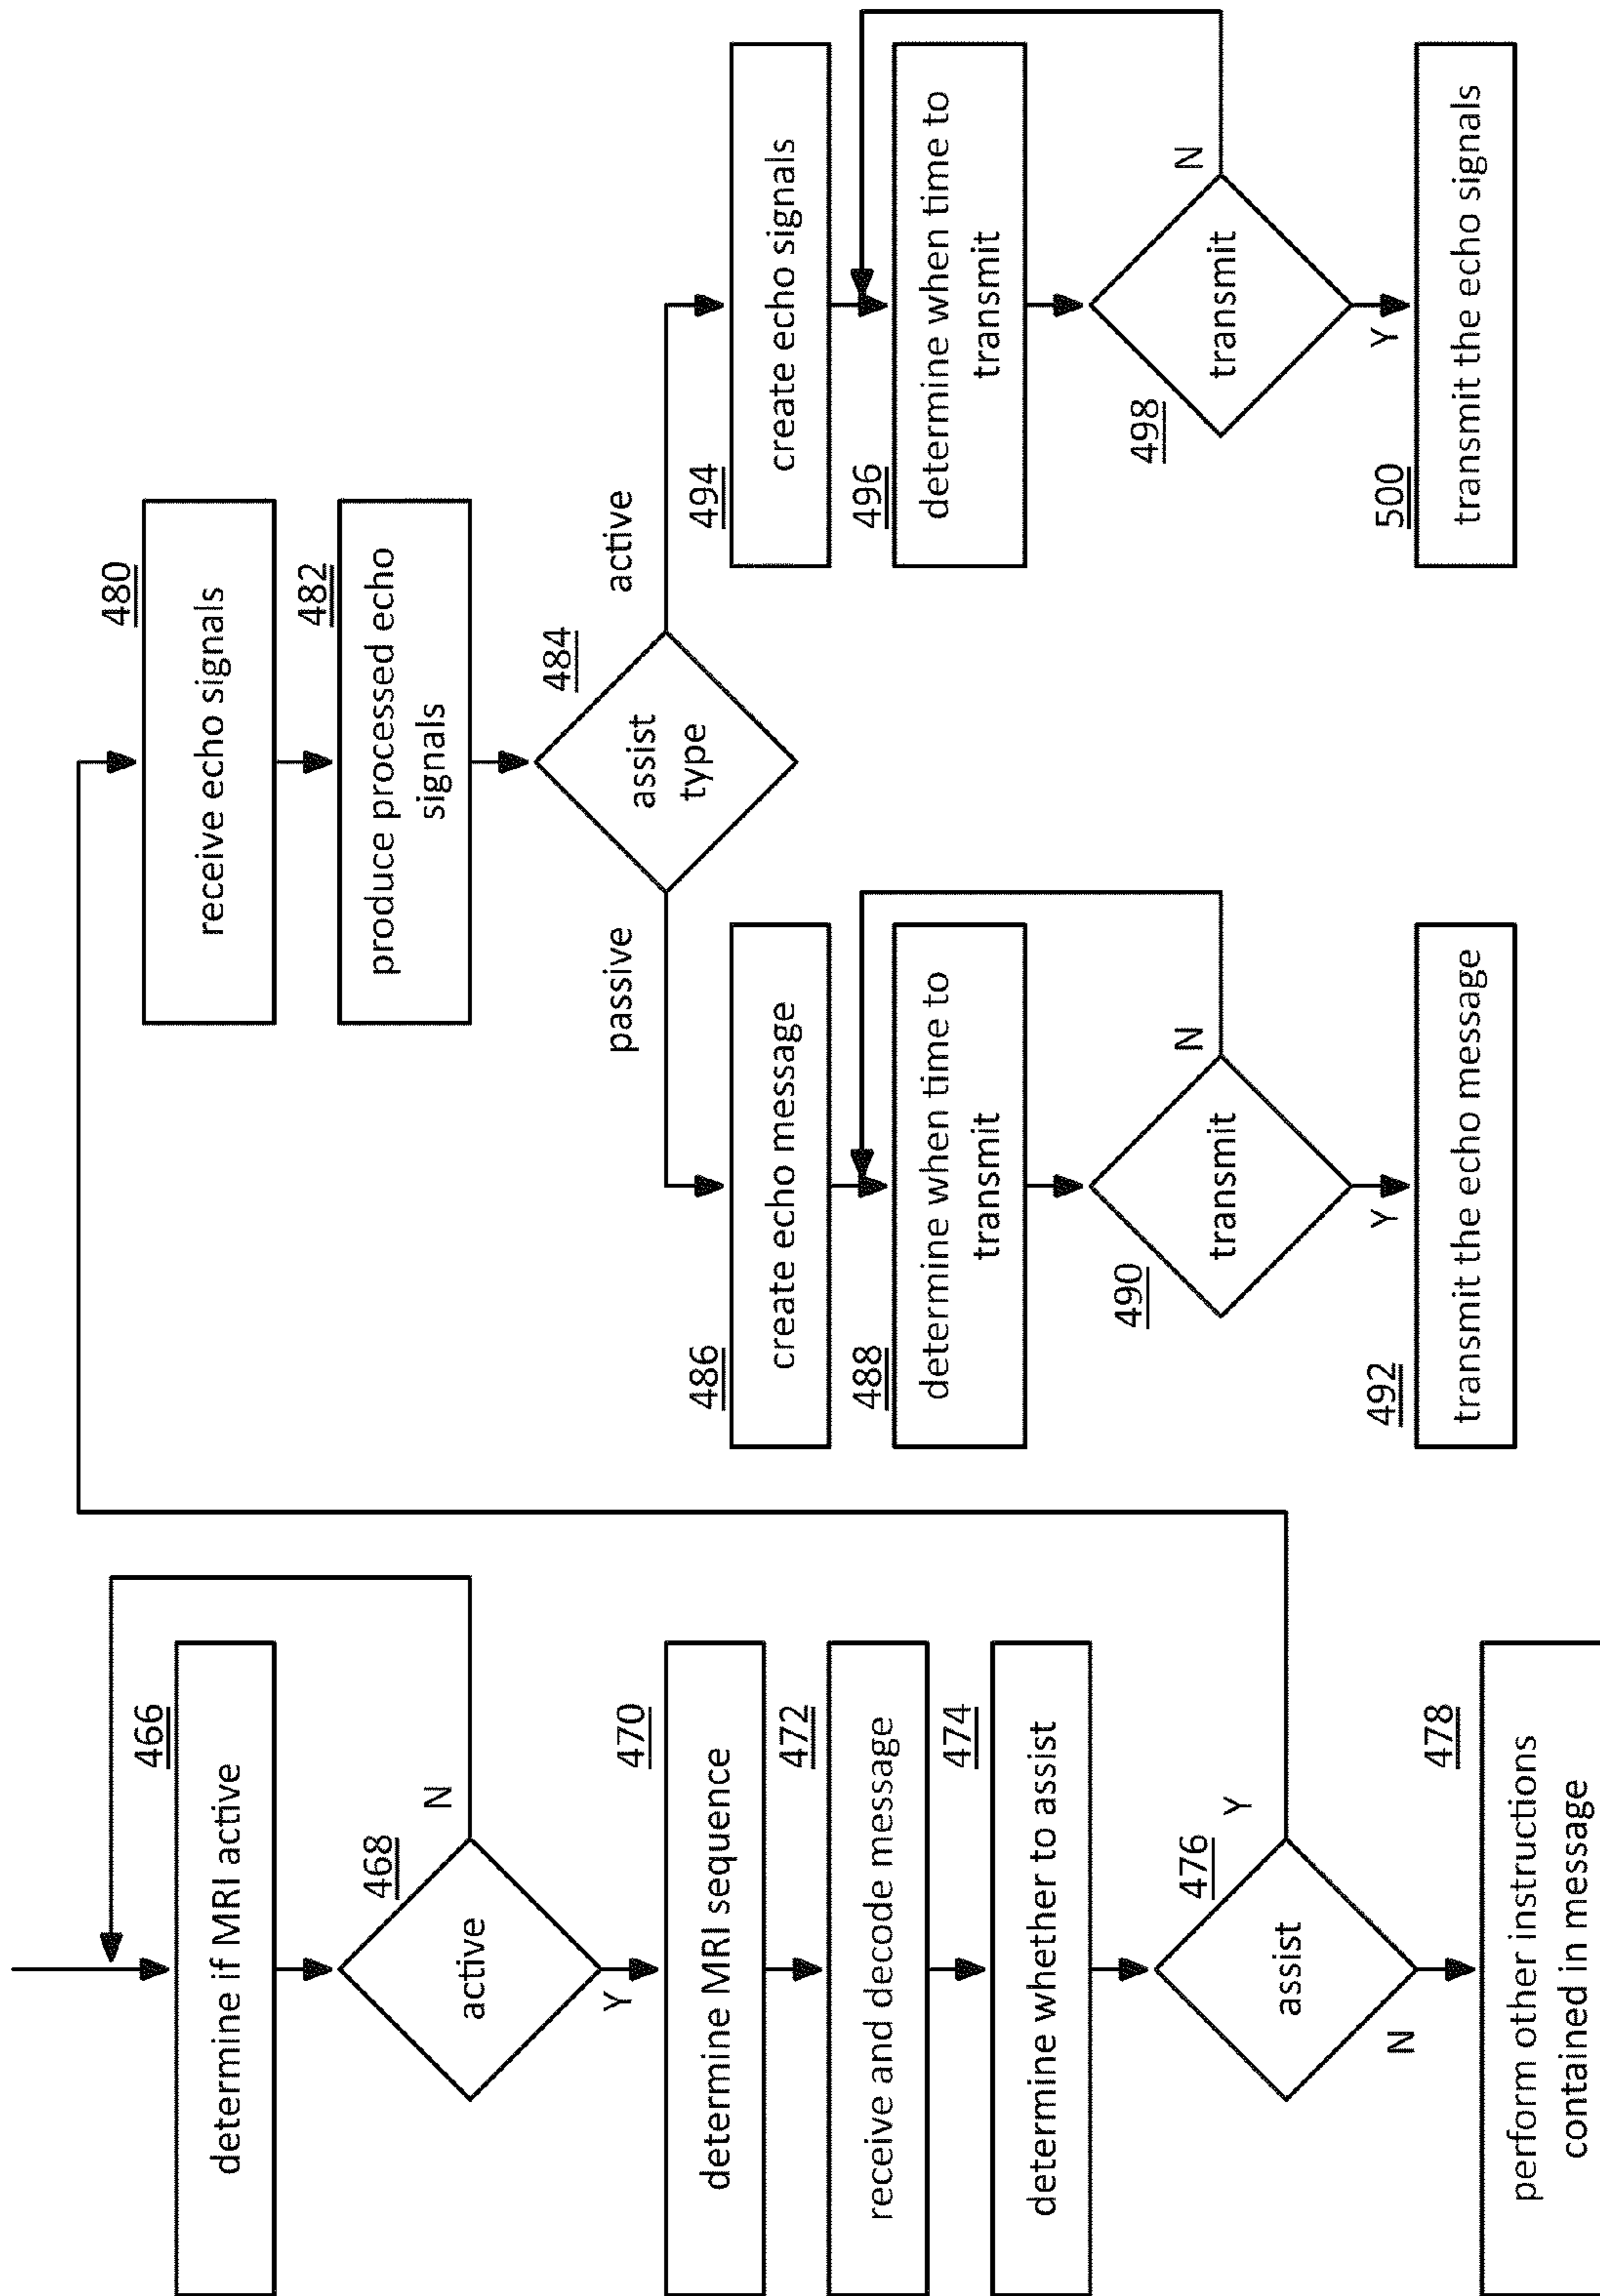 466
determine if MRI active
468
active
N
Y
470
determine MRI sequence
472
receive and decode message
474
determine whether to assist
476
assist
Y
N
478
perform other instructions
contained in message
480
receive echo signals
482
produce processed echo
signals
484
assist
type
passive
active
486
create echo message
488
determine when time to
transmit
490
transmit
N
Y
492
transmit the echo message
494
create echo signals
496
determine when time to
transmit
498
transmit
N
Y
500
transmit the echo signals